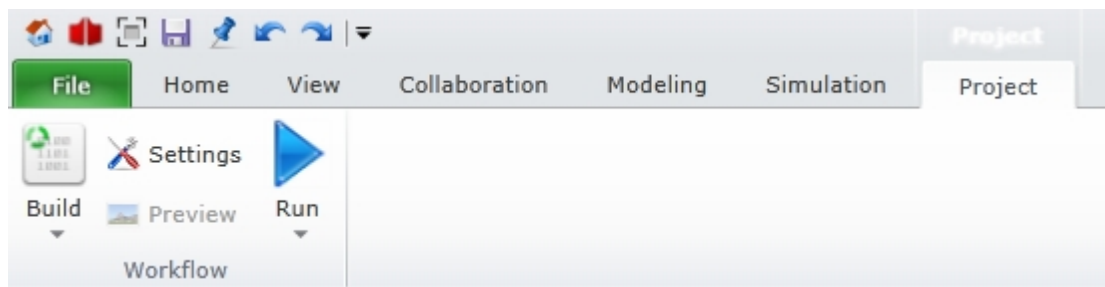 Project
File Home View Collaboration Modeling Simulation Project
Settings
Build Preview Run
Workflow